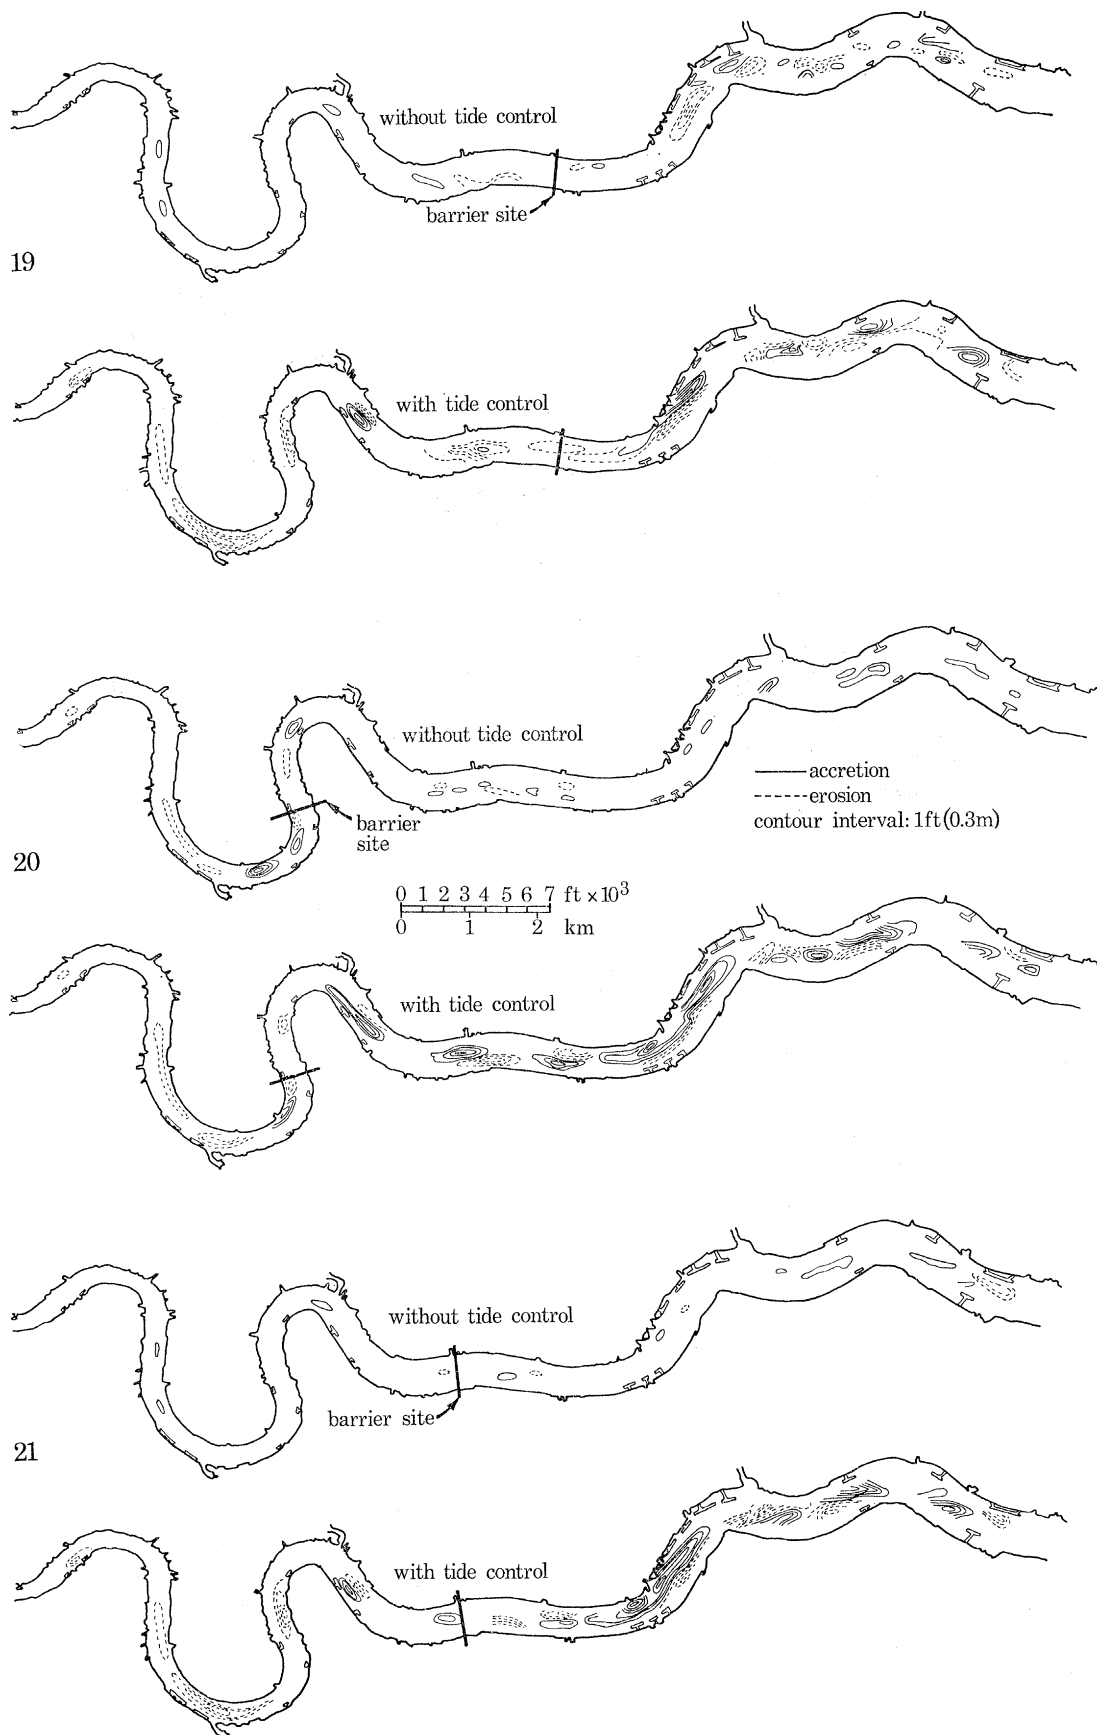 without tide control
barrier site
19
with tide control
without tide control
accretion
erosion
contour interval: 1ft (0.3m)
barrier
site
20
0 1 2 3 4 5 6 7 ft × 10³
0 1 2 km
with tide control
without tide control
barrier site
21
with tide control